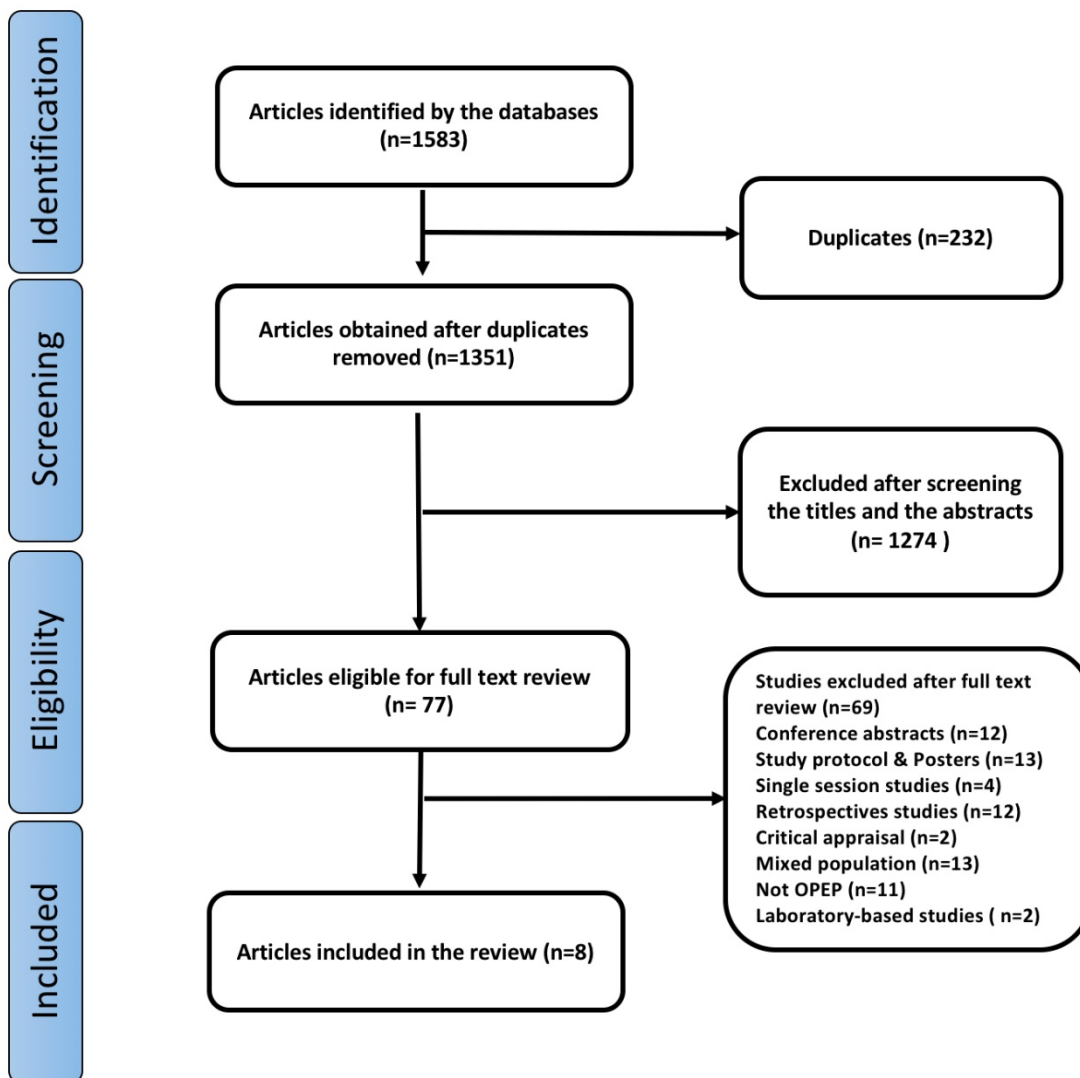 Identification
Articles identified by the databases
(n=1583)
Duplicates (n=232)
Screening
Articles obtained after duplicates
removed (n=1351)
Excluded after screening
the titles and the abstracts
(n= 1274 )
Eligibility
Articles eligible for full text review
(n= 77)
Studies excluded after full text
review (n=69)
Conference abstracts (n=12)
Study protocol & Posters (n=13)
Single session studies (n=4)
Retrospectives studies (n=12)
Critical appraisal (n=2)
Mixed population (n=13)
Not OPEP (n=11)
Laboratory-based studies ( n=2)
Included
Articles included in the review (n=8)